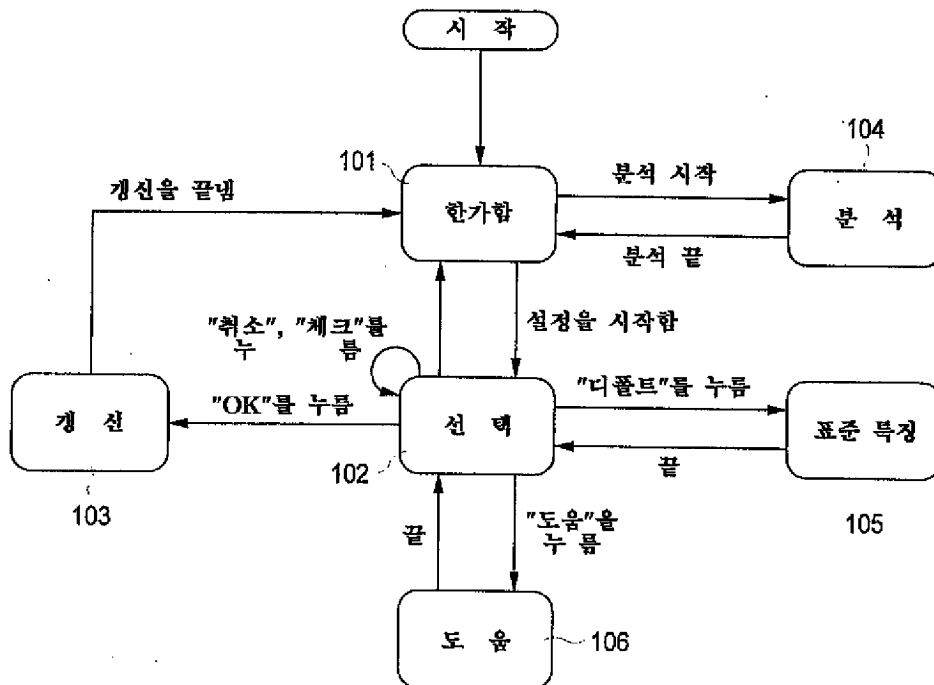 시 작
101
한가함
104
분석 시작
분 석
분석 끝
갱신을 끝냄
"취소", "체크"를
누 름
설정을 시작함
갱 신
103
"OK"를 누름
선 택
102
"디폴트"를 누름
표준 특징
끝
105
끝
"도움"을
누 름
도 움
106